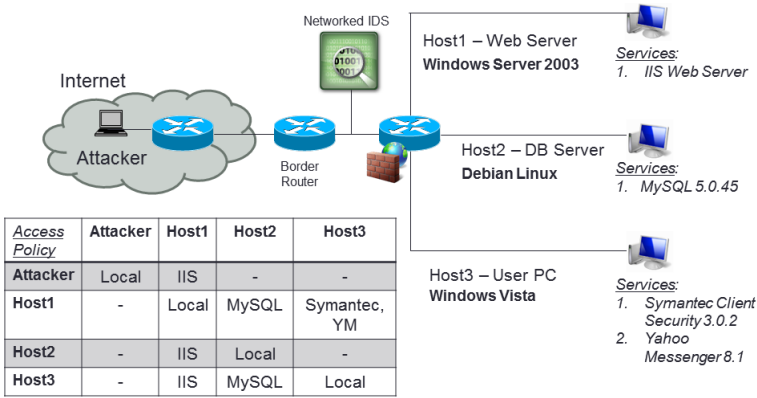 Networked IDS
01001
Internet
Attacker
Border
Router
Host1 – Web Server
Windows Server 2003
Services:
1. IIS Web Server
Host2 – DB Server
Debian Linux
Services:
1. MySQL 5.0.45
Host3 – User PC
Windows Vista
Services:
1. Symantec Client
Security 3.0.2
2. Yahoo
Messenger 8.1
Access Policy Attacker Host1 Host2 Host3
Attacker Local IIS - -
Host1 - Local MySQL Symantec, YM
Host2 - IIS Local -
Host3 - IIS MySQL Local